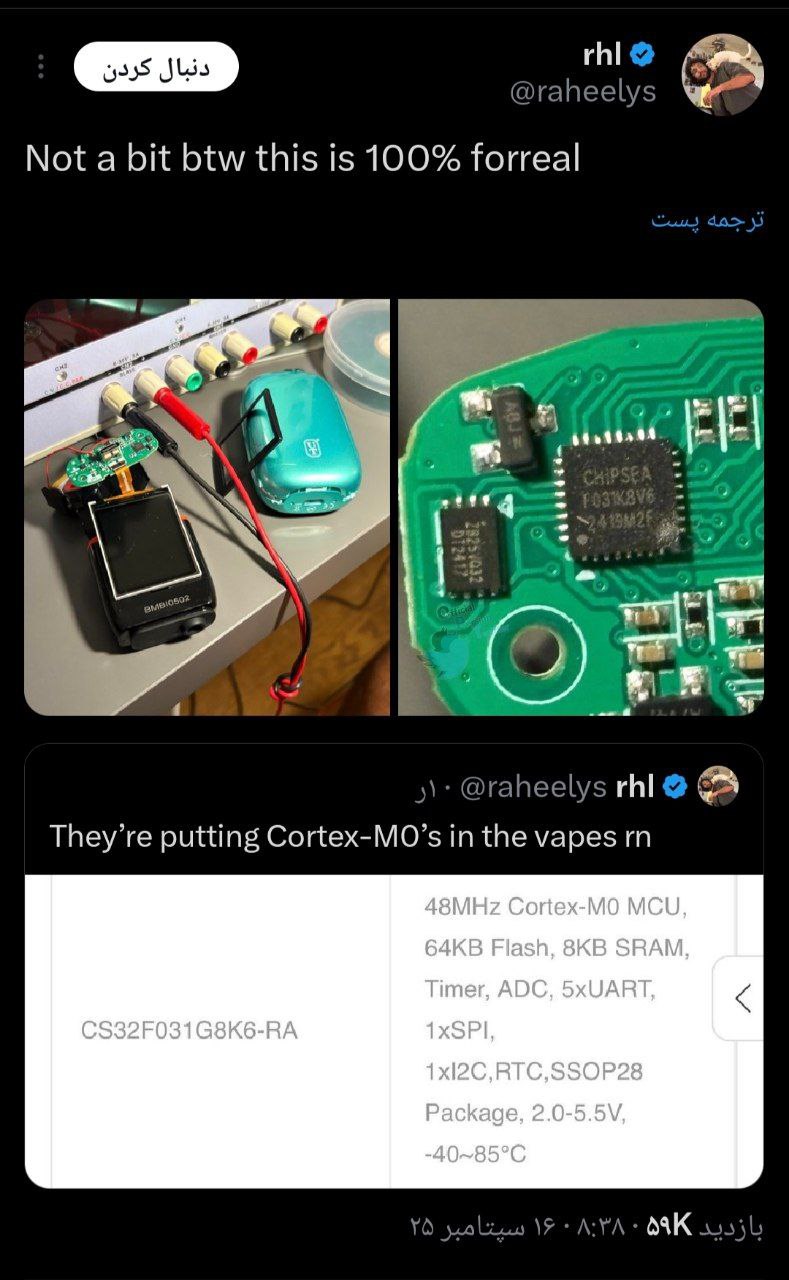 rhl
دنبال کردن
@raheelys
Not a bit btw this is 100% forreal
ترجمه پست
BMBI0502
CHIPSEA
F031K8V6
2419M2F
rhl @raheelys · ۱ر
They're putting Cortex-M0's in the vapes rn
CS32F031G8K6-RA
48MHz Cortex-M0 MCU,
64KB Flash, 8KB SRAM,
Timer, ADC, 5xUART,
1xSPI,
1xI2C,RTC,SSOP28
Package, 2.0-5.5V,
-40~85°C
بازدید ۵۹K · ۸:۳۸ · ۱۶ سپتامبر ۲۵